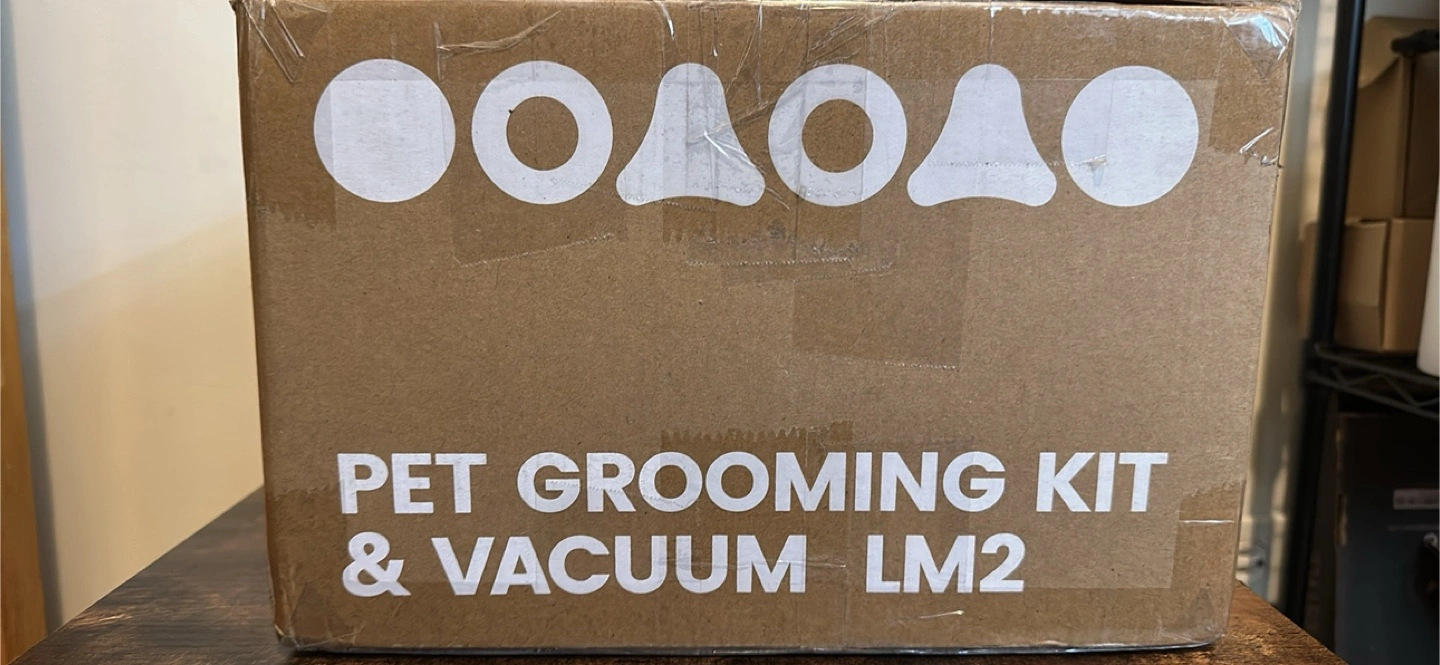 PET GROOMING KIT
& VACUUM LM2